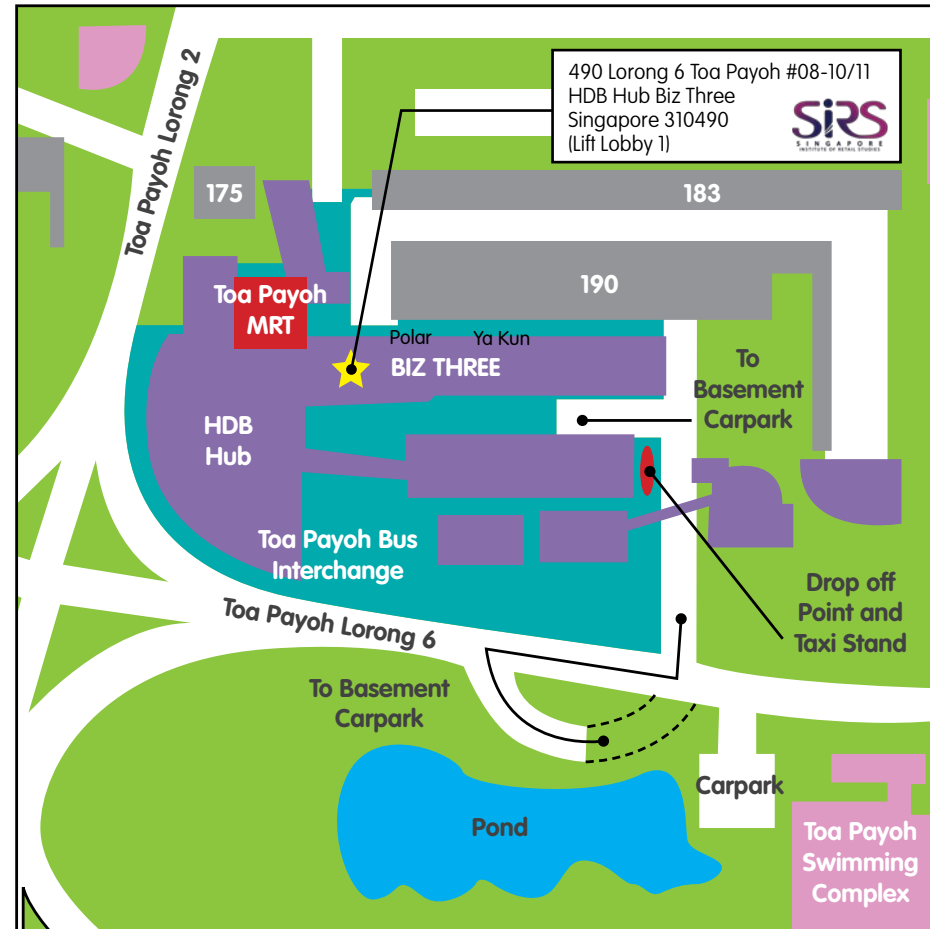 Toa Payoh Lorong 2
490 Lorong 6 Toa Payoh #08-10/11
HDB Hub Biz Three
Singapore 310490
(Lift Lobby 1)
SiRS
SINGAPORE
INSTITUTE OF RETAIL STUDIES
175
183
190
Toa Payoh
MRT
Polar
Ya Kun
BIZ THREE
To
Basement
Carpark
HDB
Hub
Toa Payoh Bus
Interchange
Drop off
Point and
Taxi Stand
Toa Payoh Lorong 6
To Basement
Carpark
Carpark
Pond
Toa Payoh
Swimming
Complex